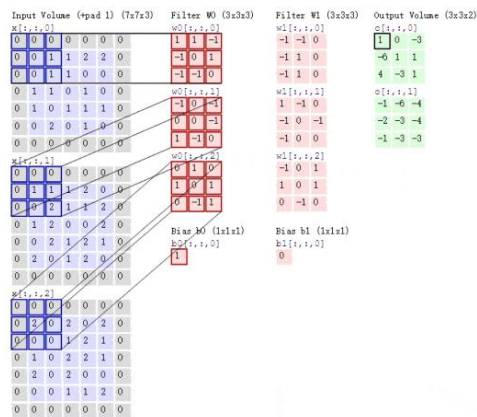 Input Volume (+pad 1) (7x7x3)
x[:,:,0]
0 0 0 0 0 0 0
0 0 1 1 2 2 0
0 0 1 1 0 0 0
0 1 1 0 1 0 0
0 1 0 1 1 1 0
0 0 2 0 1 0 0
0 0 0 0 0 0 0
x[:,:,1]
0 0 0 0 0 0 0
0 1 1 1 2 0 0
0 0 2 1 1 2 0
0 1 2 0 0 2 0
0 0 2 1 2 1 0
0 2 0 1 2 1 0
0 0 0 0 0 0 0
x[:,:,2]
0 0 0 0 0 0 0
0 2 0 2 0 2 0
0 0 0 1 2 1 0
0 1 0 2 2 1 0
0 2 0 2 0 0 0
0 0 0 1 1 2 0
0 0 0 0 0 0 0
Filter W0 (3x3x3)
w0[:,:,0]
1 1 -1
-1 0 1
-1 -1 0
w0[:,:,1]
-1 0 -1
0 0 -1
1 -1 0
w0[:,:,2]
0 1 0
1 0 1
0 -1 1
Bias b0 (1x1x1)
b0[:,:,0]
1
Filter W1 (3x3x3)
w1[:,:,0]
-1 -1 0
-1 1 0
-1 1 0
w1[:,:,1]
1 -1 0
-1 0 -1
-1 0 0
w1[:,:,2]
-1 0 1
1 0 1
0 -1 0
Bias b1 (1x1x1)
b1[:,:,0]
0
Output Volume (3x3x2)
o[:,:,0]
1 0 -3
-6 1 1
4 -3 1
o[:,:,1]
-1 -6 -4
-2 -3 -4
-1 -3 -3